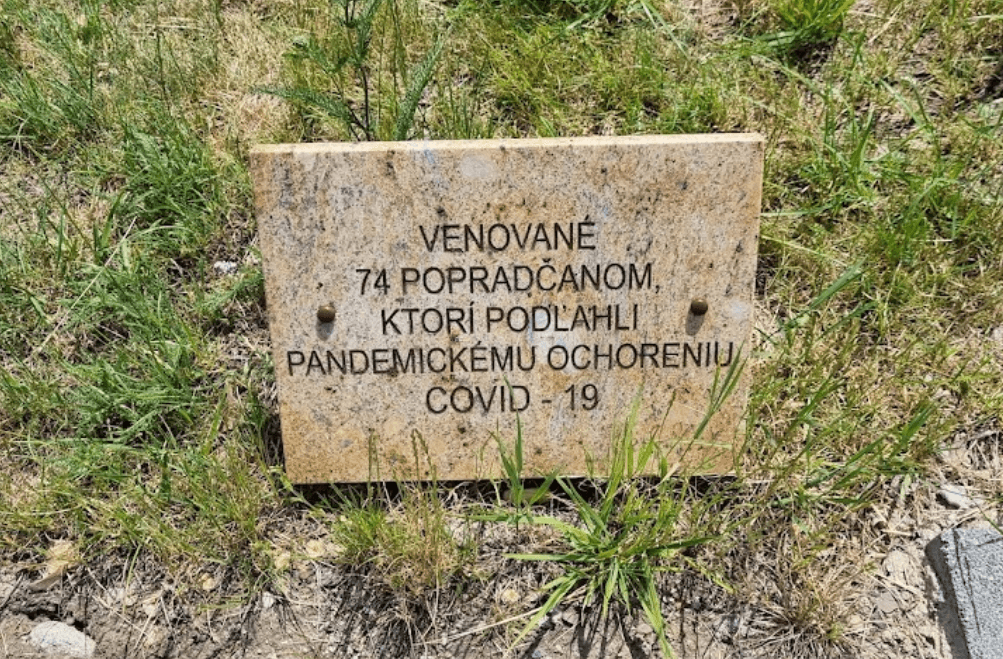 VENOVANÉ
74 POPRADČANOM,
KTORÍ PODĽAHLI
PANDEMICKÉMU OCHORENIU
COVID - 19